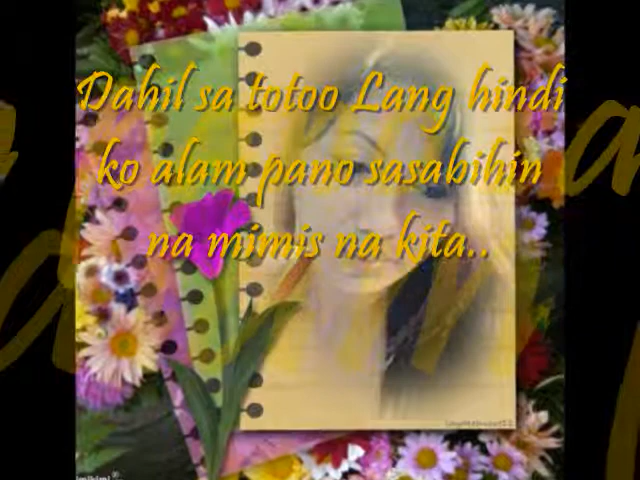 Dahil sa totoo Lang hindi
ko alam pano sasabihin
na mimis na kita..